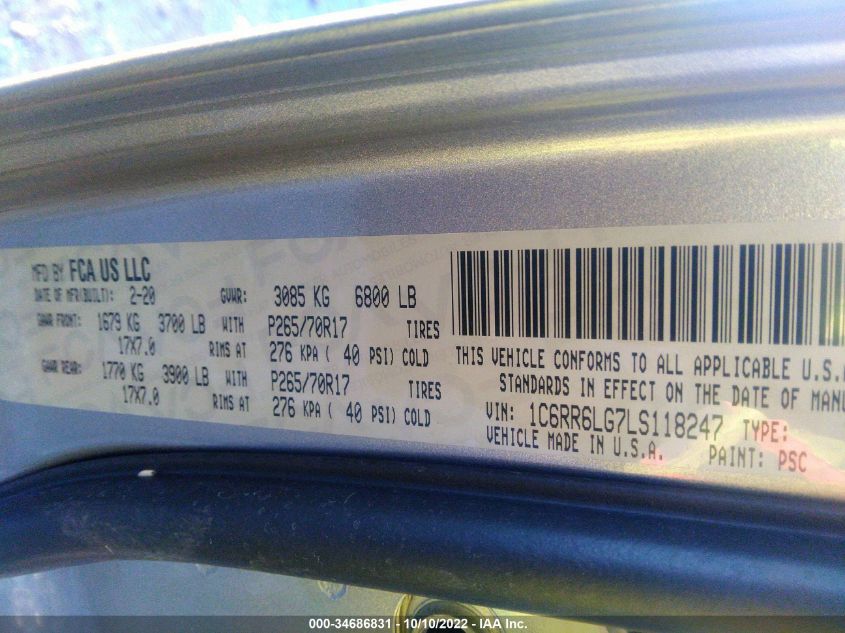 MFD BY FCA US LLC
DATE OF MFR(BUILT): 2-20 GVWR: 3085 KG 6800 LB
GAWR FRONT: 1679 KG 3700 LB WITH P265/70R17 TIRES
17X7.0 RIMS AT 276 KPA ( 40 PSI) COLD
GAWR REAR: 1770 KG 3900 LB WITH P265/70R17 TIRES
17X7.0 RIMS AT 276 KPA ( 40 PSI) COLD
THIS VEHICLE CONFORMS TO ALL APPLICABLE U.S.A.
STANDARDS IN EFFECT ON THE DATE OF MANU
VIN: 1C6RR6LG7LS118247 TYPE:
VEHICLE MADE IN U.S.A. PAINT: PSC
000-34686831 - 10/10/2022 - IAA Inc.